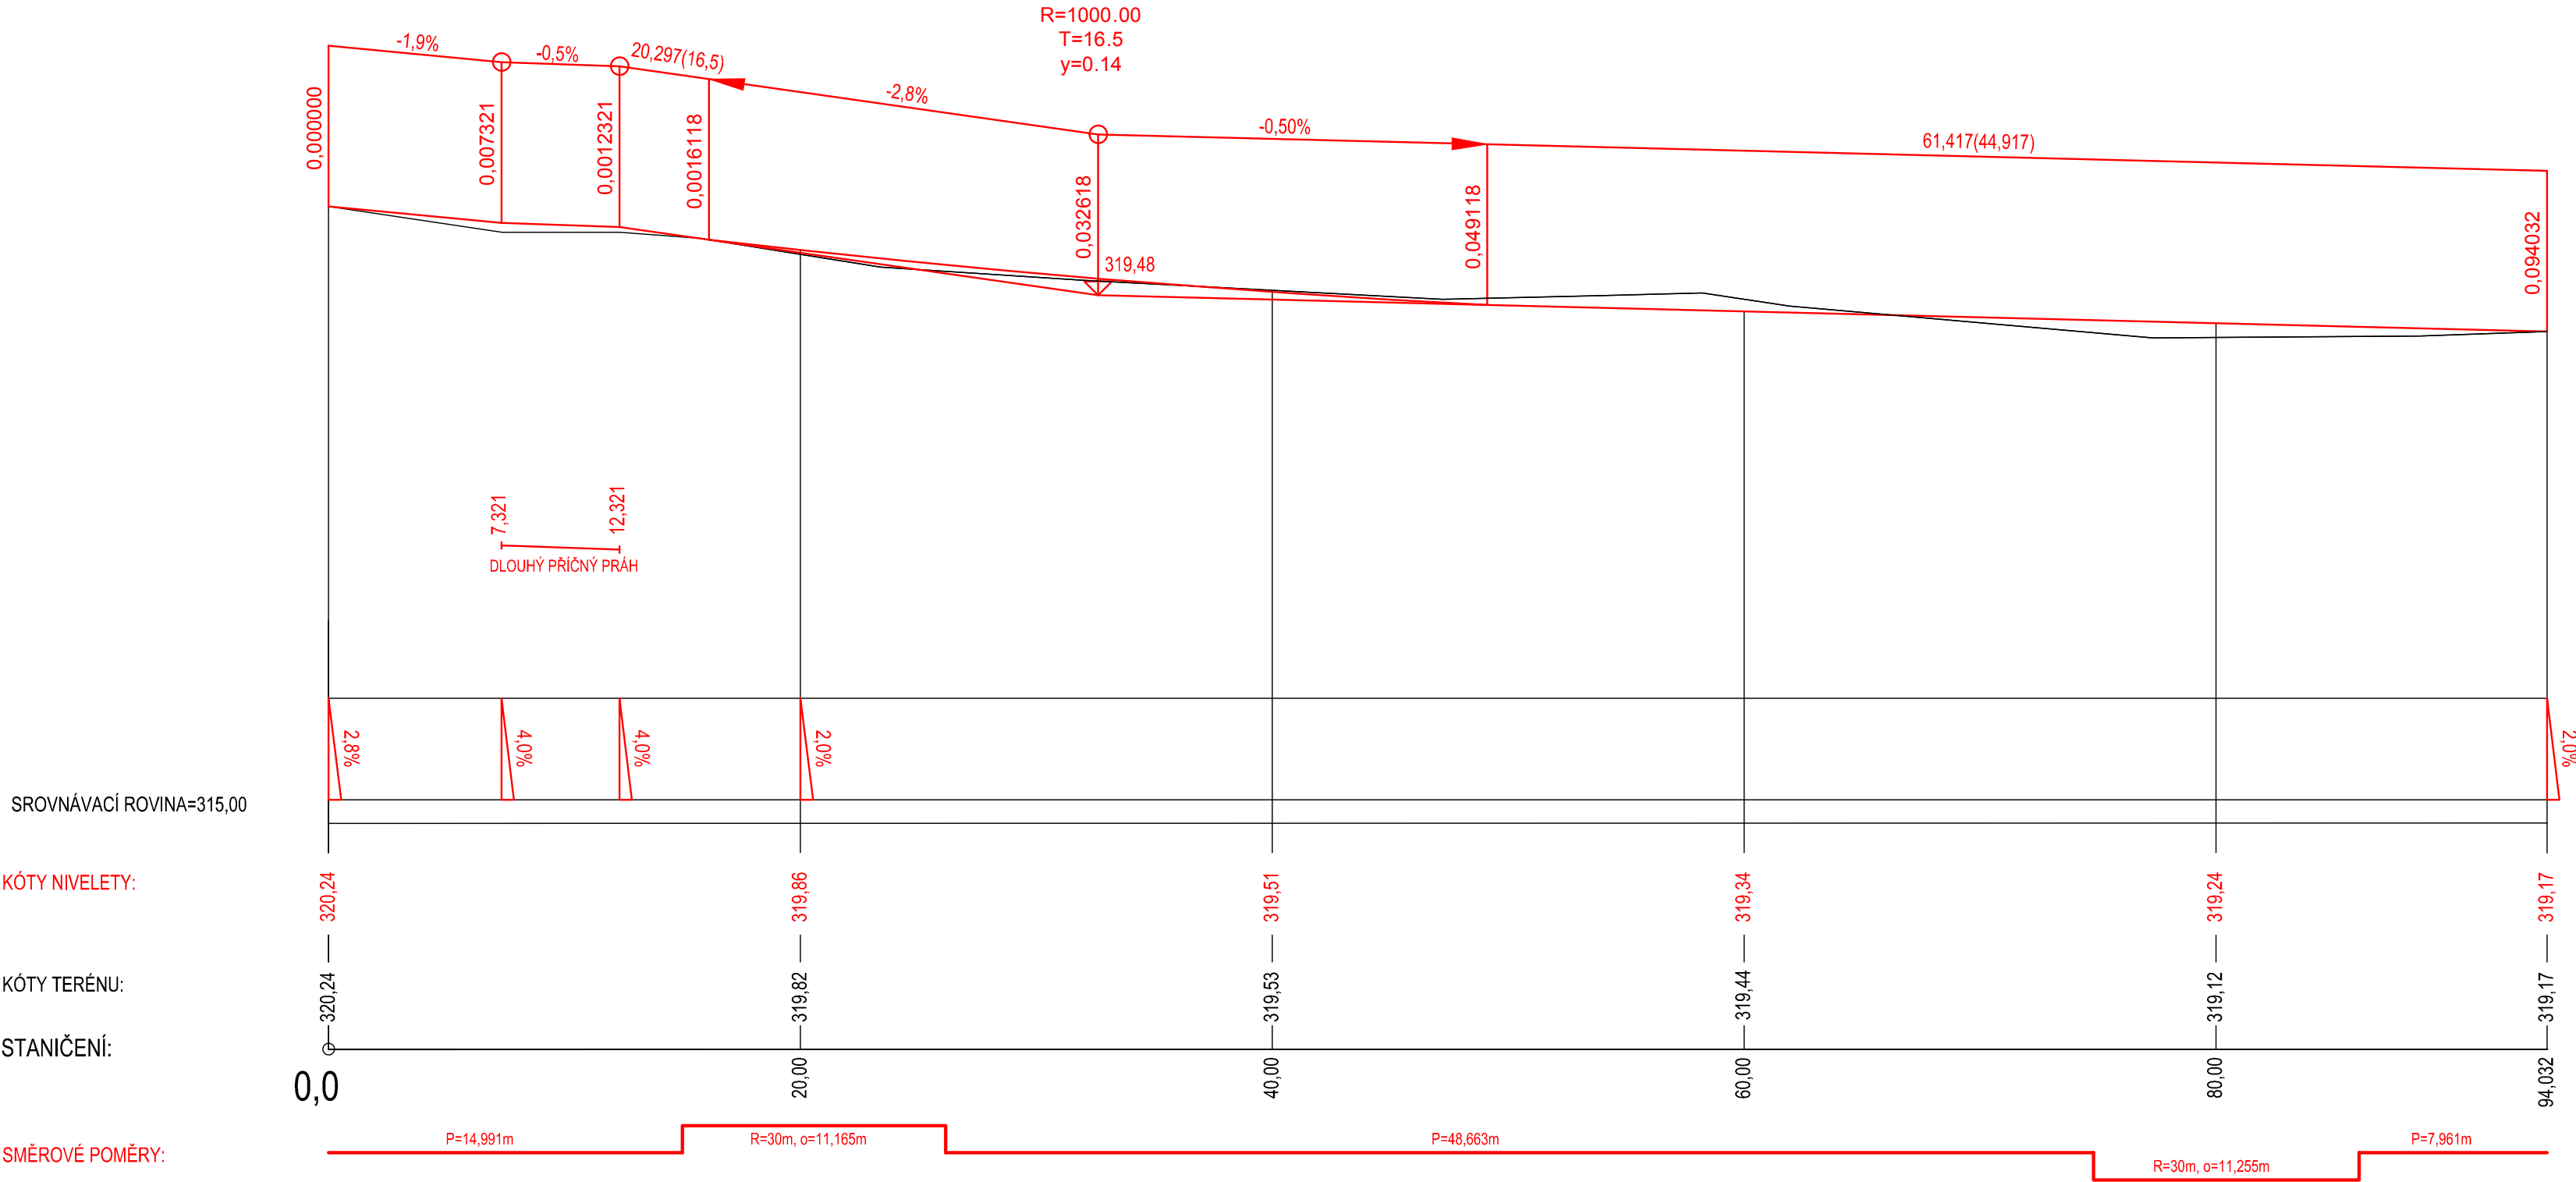 R=1000.00
T=16.5
y=0.14
-1,9%
-0,5%
20,297(16,5)
-2,8%
-0,50%
61,417(44,917)
0,000000
0,007321
0,0012321
0,0016118
0,032618
0,049118
0,094032
319,48
7,321
12,321
DLOUHÝ PŘÍČNÝ PRÁH
2,8%
4,0%
4,0%
2,0%
2,0%
SROVNÁVACÍ ROVINA=315,00
KÓTY NIVELETY:
320,24
319,86
319,51
319,34
319,24
319,17
KÓTY TERÉNU:
320,24
319,82
319,53
319,44
319,12
319,17
STANIČENÍ:
0,0
20,00
40,00
60,00
80,00
94,032
SMĚROVÉ POMĚRY:
P=14,991m
R=30m, o=11,165m
P=48,663m
R=30m, o=11,255m
P=7,961m